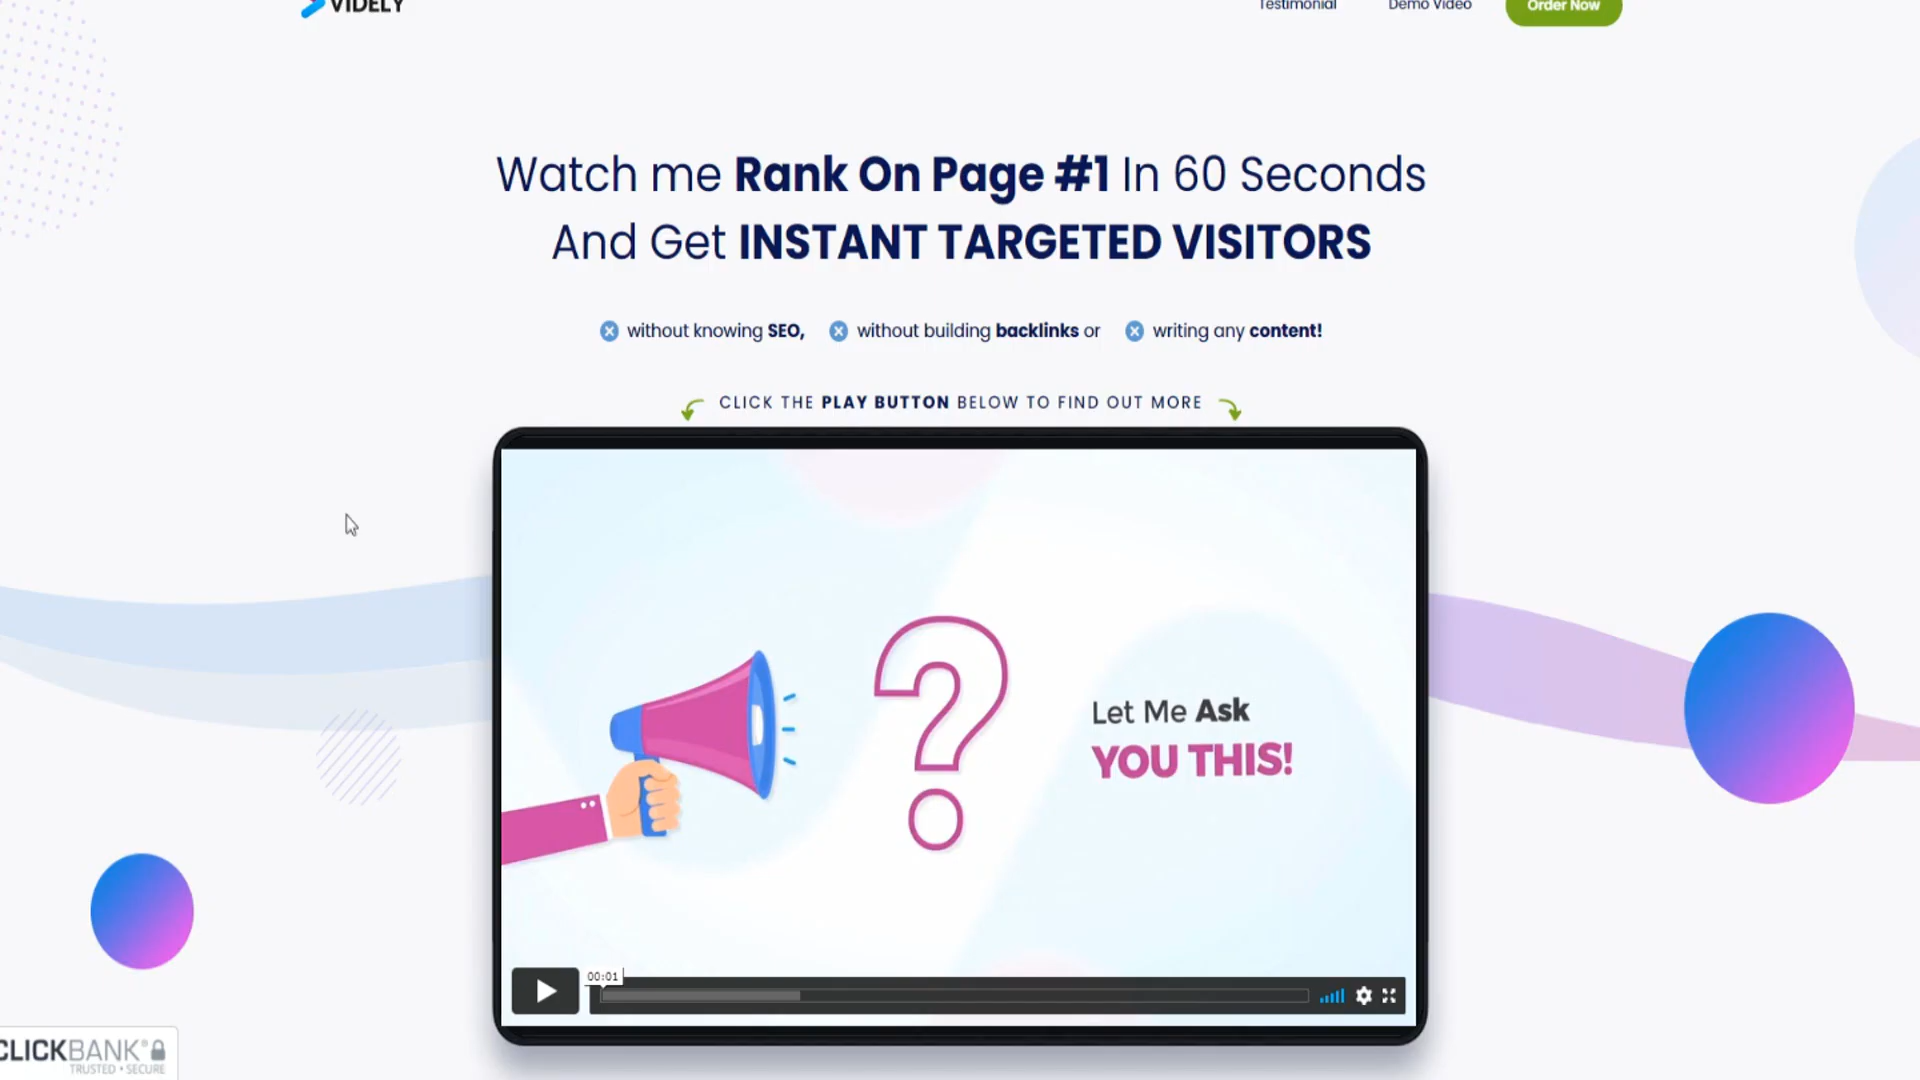 VIDELY
Testimonial
Demo Video
Order Now
Watch me Rank On Page #1 In 60 Seconds
And Get INSTANT TARGETED VISITORS
without knowing SEO,
without building backlinks or
writing any content!
CLICK THE PLAY BUTTON BELOW TO FIND OUT MORE
Let Me Ask
YOU THIS!
00:01
CLICKBANK®
TRUSTED • SECURE